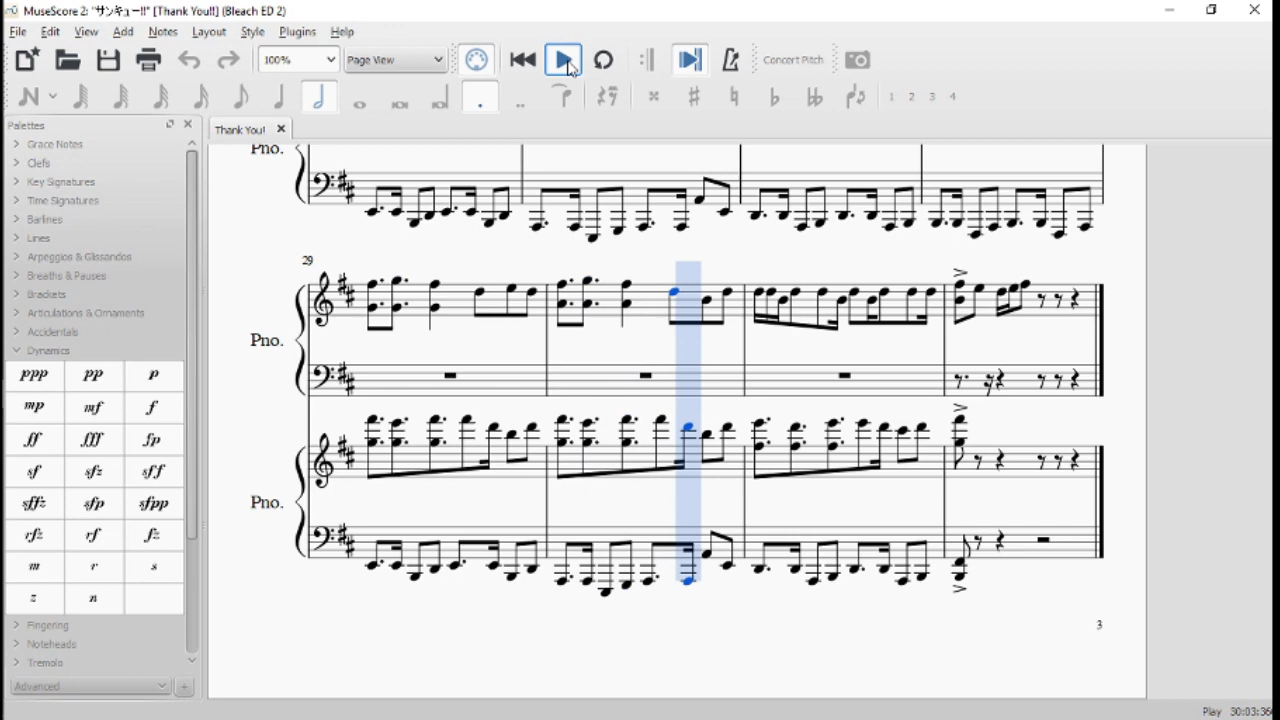 MuseScore 2: "サンキュー!!" [Thank You!!] (Bleach ED 2)
File Edit View Add Notes Layout Style Plugins Help
100% Page View Concert Pitch
1 2 3 4
Palettes
Thank You!
Grace Notes
Clefs
Key Signatures
Time Signatures
Barlines
Lines
Arpeggios & Glissandos
Breaths & Pauses
Brackets
Articulations & Ornaments
Accidentals
Dynamics
ppp pp p
mp mf f
ff fff fp
sf sfz sff
sffz sfp sfpp
rfz rf fz
m r s
z n
Fingering
Noteheads
Tremolo
Advanced
Pno.
29
Pno.
Pno.
3
Play 30:03:36